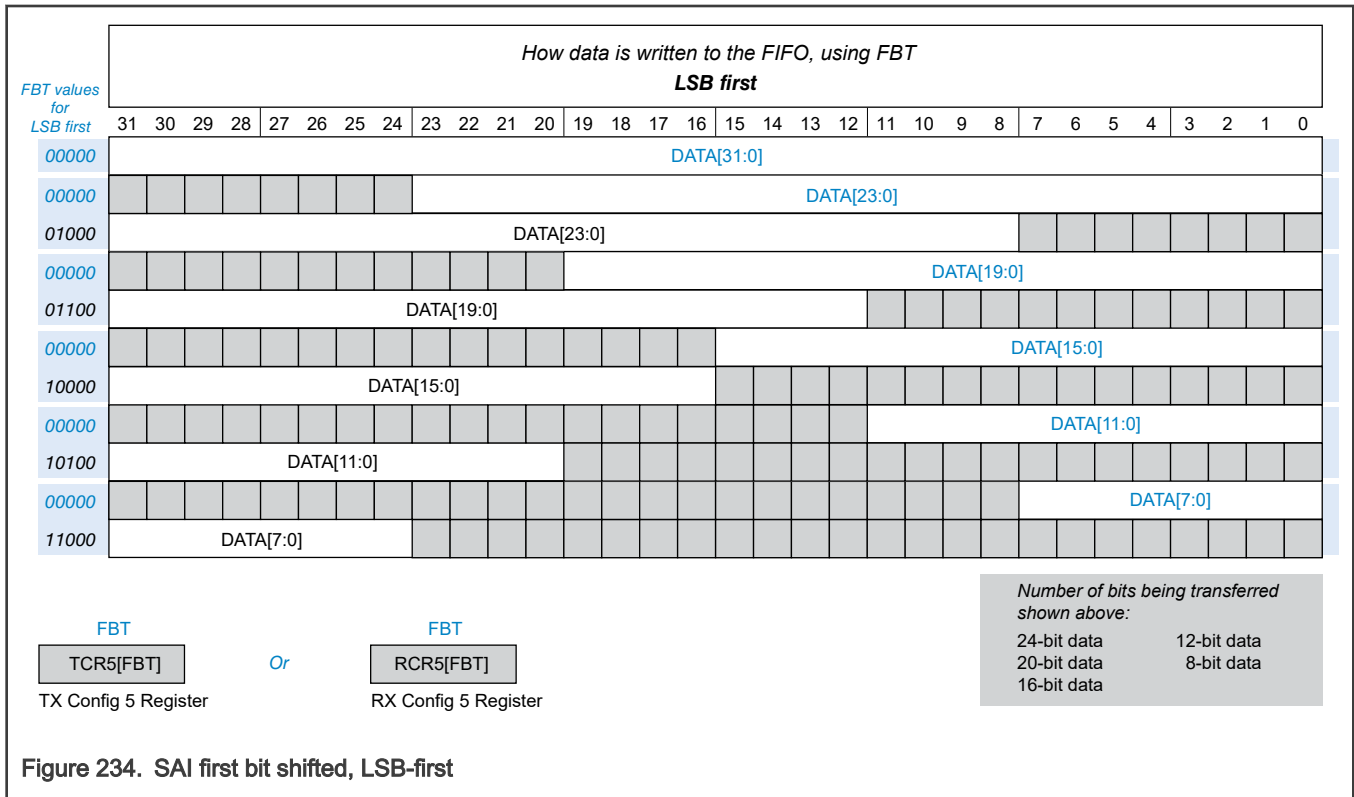 How data is written to the FIFO, using FBT
LSB first
FBT values
for
LSB first
31 30 29 28 27 26 25 24 23 22 21 20 19 18 17 16 15 14 13 12 11 10 9 8 7 6 5 4 3 2 1 0
00000 DATA[31:0]
00000 DATA[23:0]
01000 DATA[23:0]
00000 DATA[19:0]
01100 DATA[19:0]
00000 DATA[15:0]
10000 DATA[15:0]
00000 DATA[11:0]
10100 DATA[11:0]
00000 DATA[7:0]
11000 DATA[7:0]
FBT FBT
TCR5[FBT] Or RCR5[FBT]
TX Config 5 Register RX Config 5 Register
Number of bits being transferred
shown above:
24-bit data 12-bit data
20-bit data 8-bit data
16-bit data
Figure 234. SAI first bit shifted, LSB-first